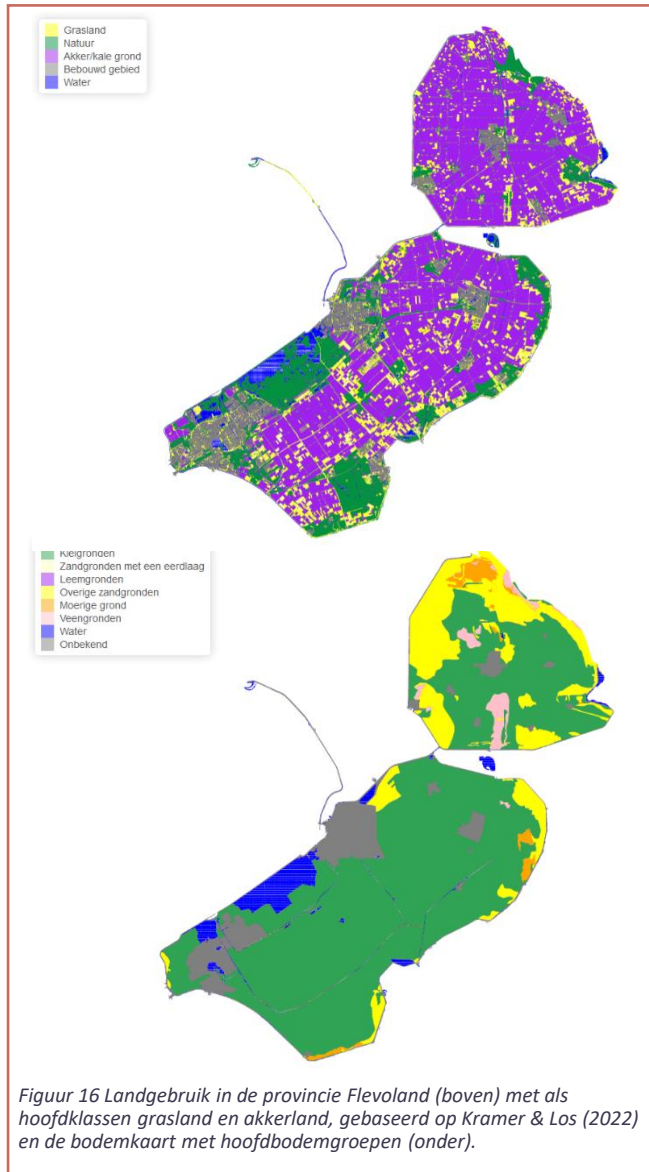 Grasland
Natuur
Akker/kale grond
Bebouwd gebied
Water
Kleigronden
Zandgronden met een eerdlaag
Leemgronden
Overige zandgronden
Moerige grond
Veengronden
Water
Onbekend
Figuur 16 Landgebruik in de provincie Flevoland (boven) met als
hoofdklassen grasland en akkerland, gebaseerd op Kramer & Los (2022)
en de bodemkaart met hoofdbodemgroepen (onder).